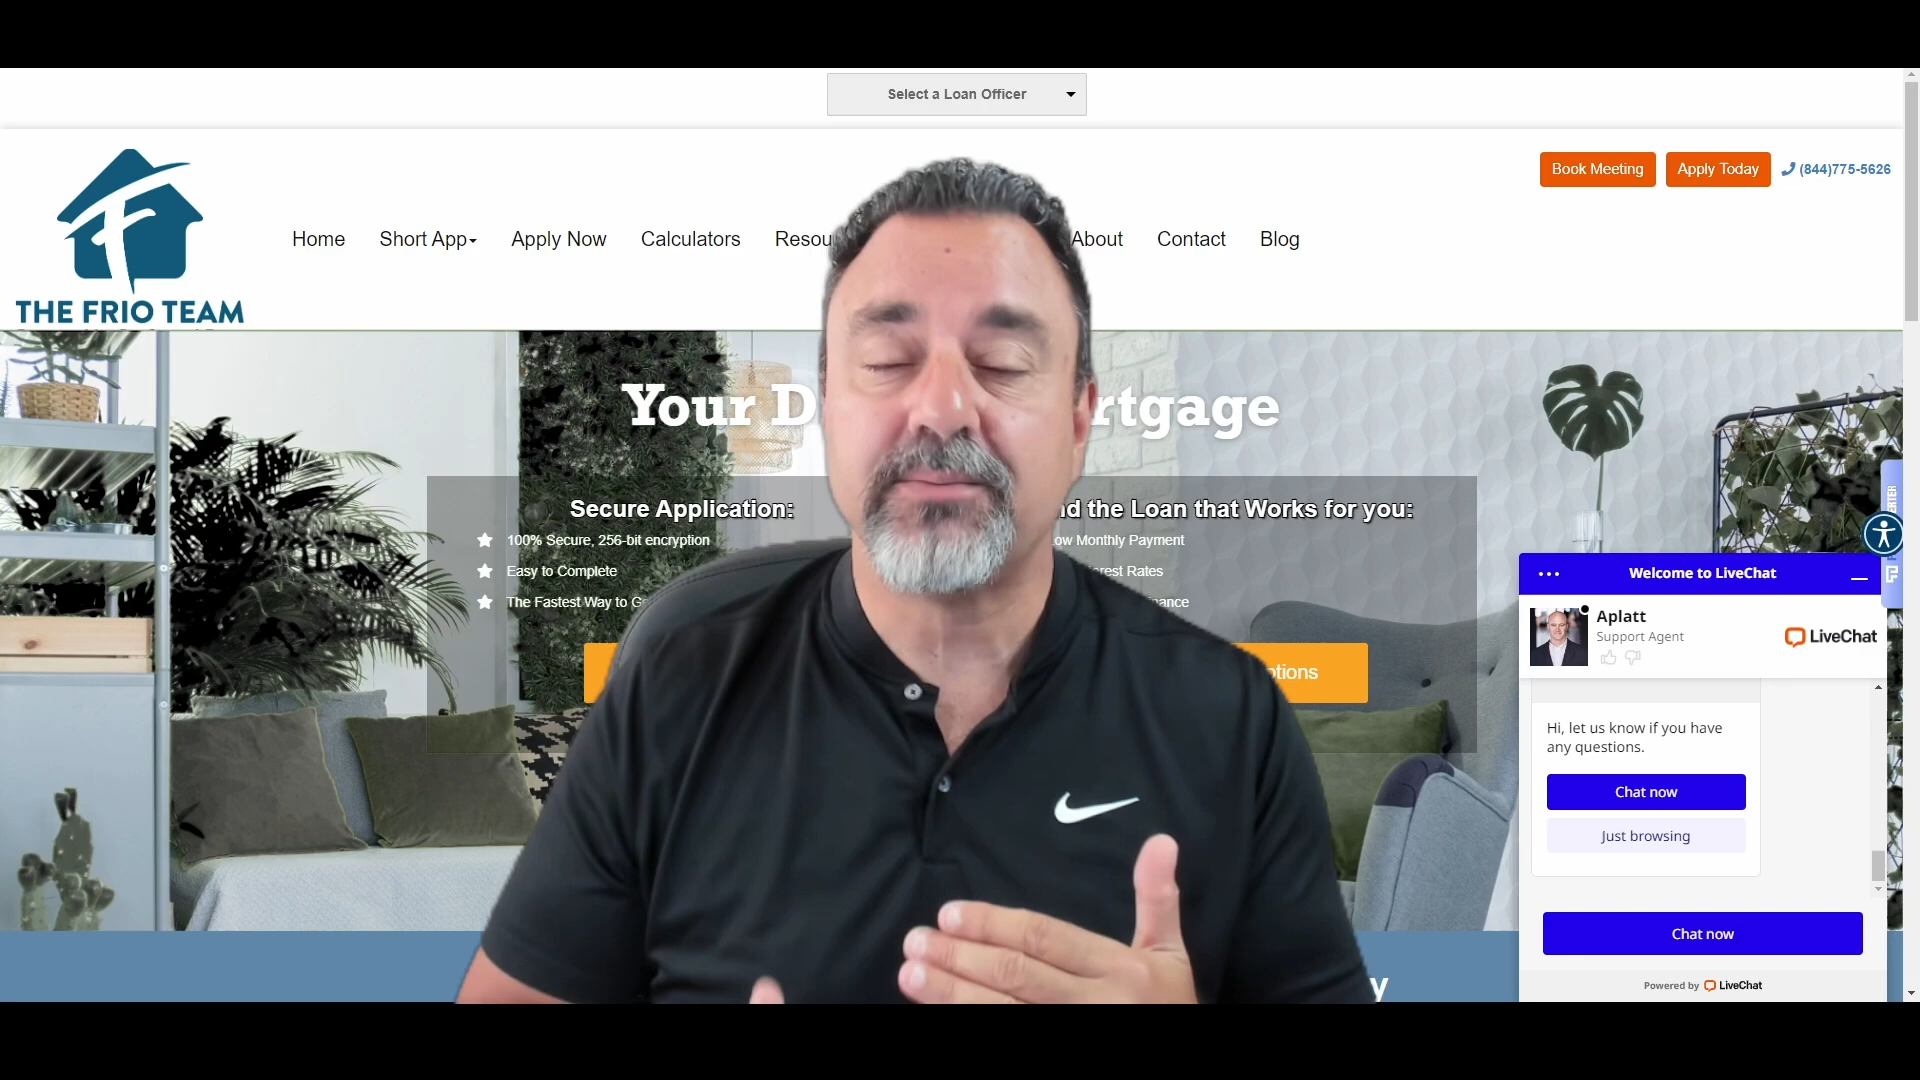 Select a Loan Officer
Book Meeting
Apply Today
(844)775-5626
THE FRIO TEAM
Home
Short App
Apply Now
Calculators
Resou
About
Contact
Blog
Your D
rtgage
Secure Application:
100% Secure, 256-bit encryption
Easy to Complete
The Fastest Way to G
d the Loan that Works for you:
ow Monthly Payment
rest Rates
nance
tions
Welcome to LiveChat
Aplatt
Support Agent
LiveChat
Hi, let us know if you have
any questions.
Chat now
Just browsing
Chat now
Powered by LiveChat
y